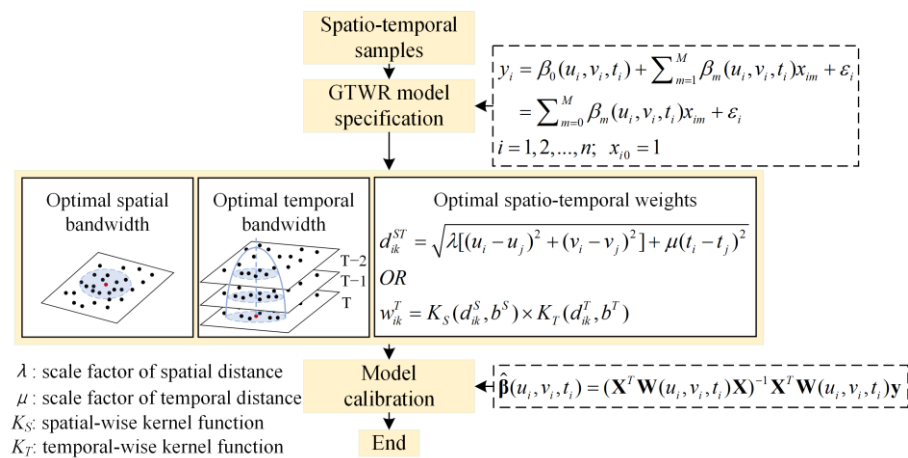 Spatio-temporal
samples
GTWR model
specification
y_i = β_0(u_i, v_i, t_i) + ∑_{m=1}^{M} β_m(u_i, v_i, t_i)x_{im} + ε_i
= ∑_{m=0}^{M} β_m(u_i, v_i, t_i)x_{im} + ε_i
i = 1, 2, ..., n; x_{i0} = 1
Optimal spatial
bandwidth
Optimal temporal
bandwidth
T-2
T-1
T
Optimal spatio-temporal weights
d_{ik}^{ST} = √(λ[(u_i − u_j)^2 + (v_i − v_j)^2] + μ(t_i − t_j)^2)
OR
w_{ik}^{T} = K_S(d_{ik}^{S}, b^{S}) × K_T(d_{ik}^{T}, b^{T})
λ : scale factor of spatial distance
μ : scale factor of temporal distance
K_S: spatial-wise kernel function
K_T: temporal-wise kernel function
Model
calibration
β̂(u_i, v_i, t_i) = (X^T W(u_i, v_i, t_i)X)^{-1} X^T W(u_i, v_i, t_i)y
End